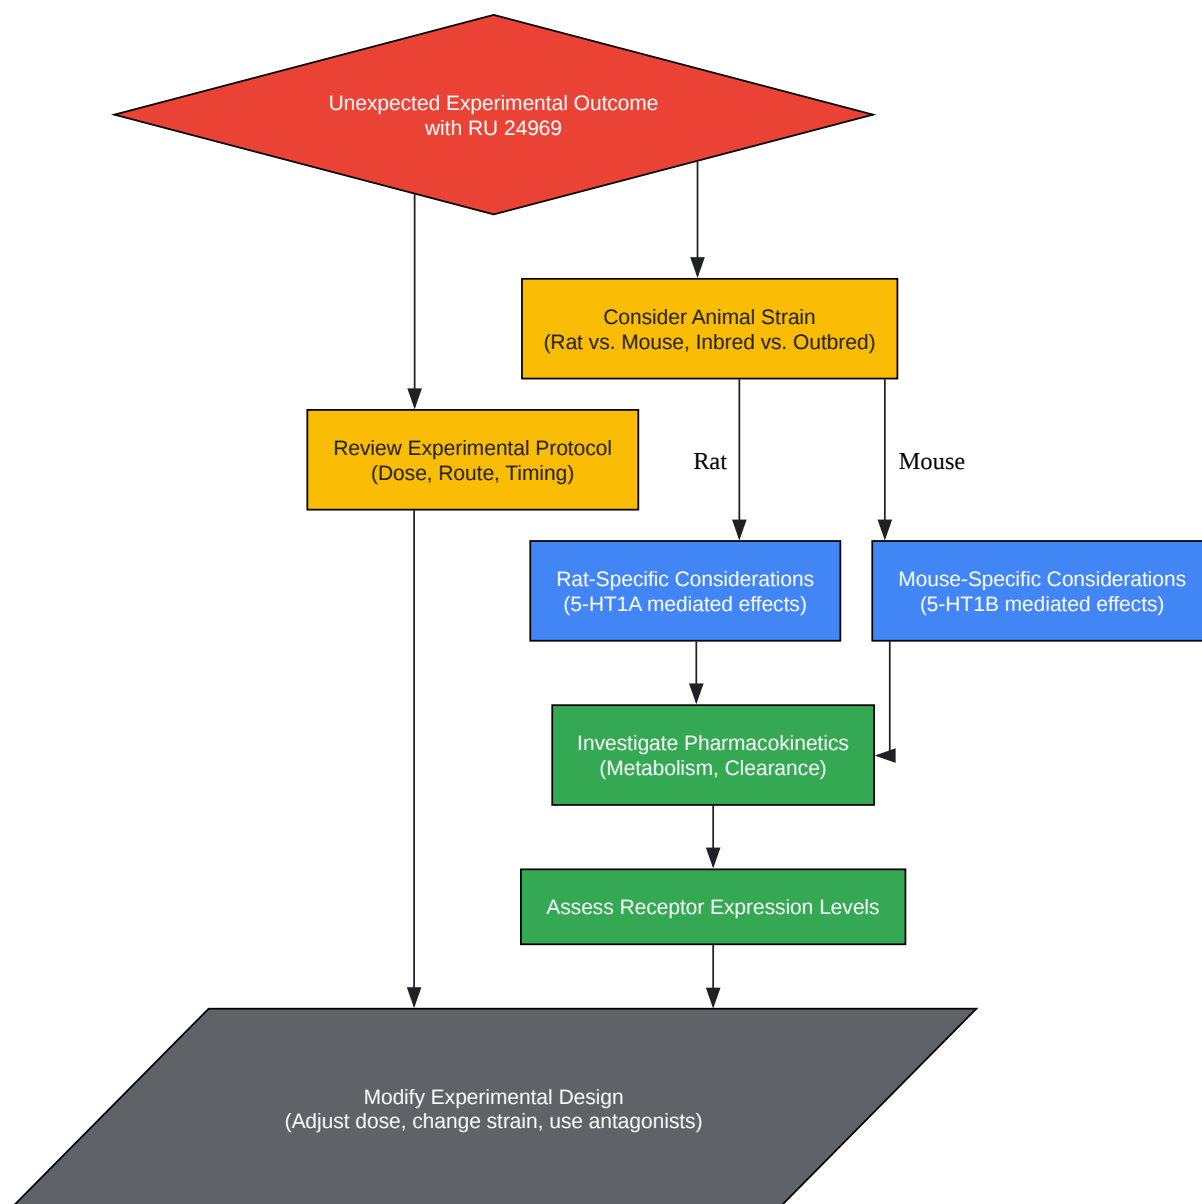 Unexpected Experimental Outcome
with RU 24969
Consider Animal Strain
(Rat vs. Mouse, Inbred vs. Outbred)
Review Experimental Protocol
(Dose, Route, Timing)
Rat
Mouse
Rat-Specific Considerations
(5-HT1A mediated effects)
Mouse-Specific Considerations
(5-HT1B mediated effects)
Investigate Pharmacokinetics
(Metabolism, Clearance)
Assess Receptor Expression Levels
Modify Experimental Design
(Adjust dose, change strain, use antagonists)